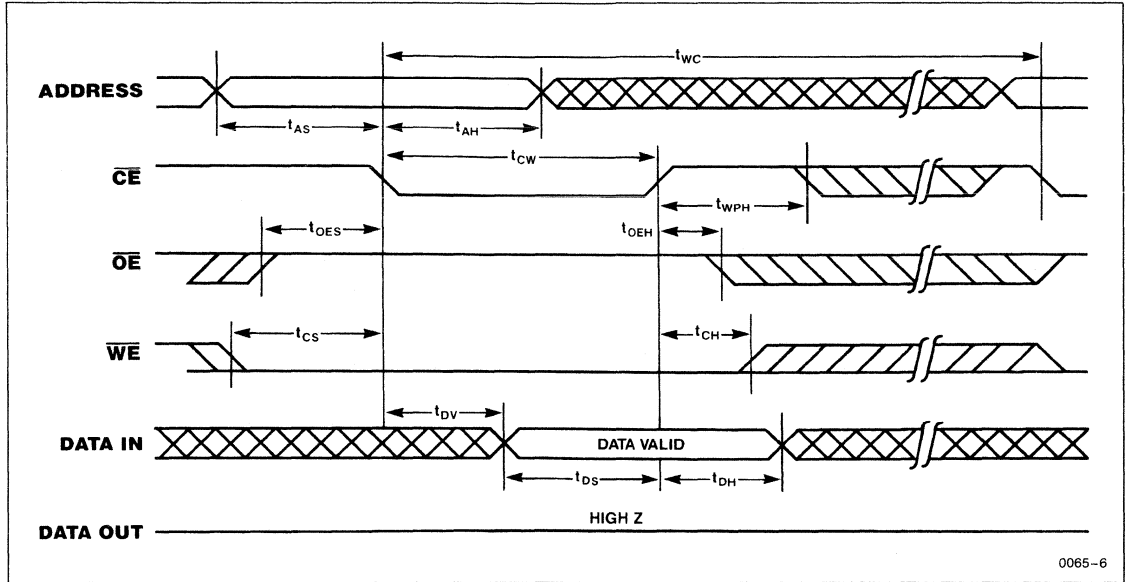 tWC
ADDRESS
tAS
tAH
tCW
CE
tWPH
tOES
tOEH
OE
tCS
tCH
WE
tDV
DATA IN
DATA VALID
tDS
tDH
HIGH Z
DATA OUT
0065-6